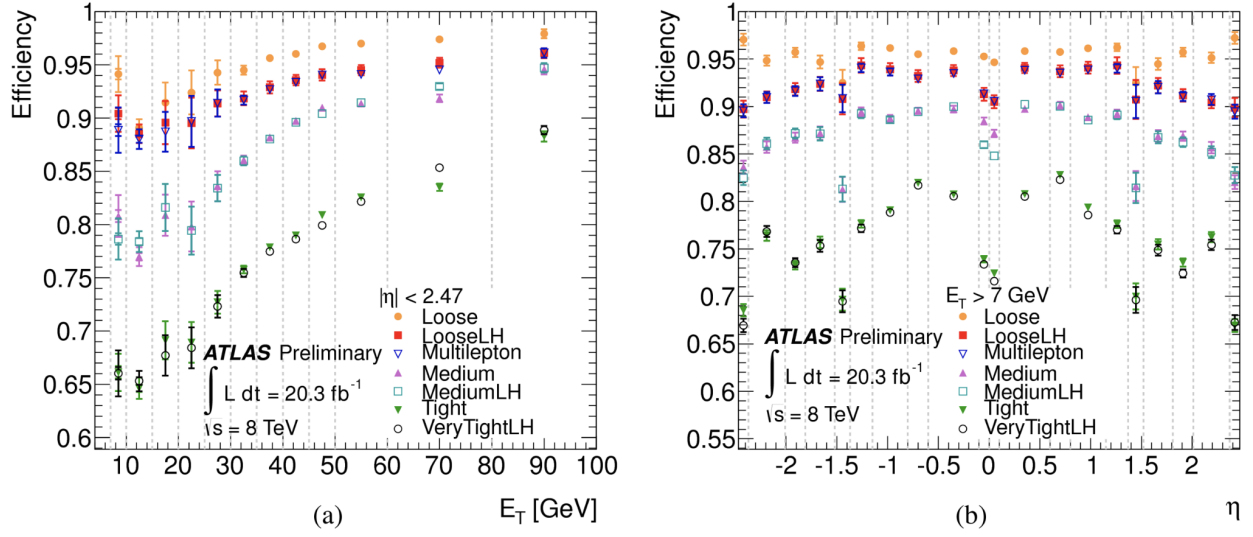 Efficiency
1
0.95
0.9
0.85
0.8
0.75
0.7
0.65
0.6
|η| < 2.47
Loose
LooseLH
Multilepton
Medium
MediumLH
Tight
VeryTightLH
ATLAS Preliminary
∫ L dt = 20.3 fb⁻¹
√s = 8 TeV
10 20 30 40 50 60 70 80 90 100
E_T [GeV]
(a)
Efficiency
1
0.95
0.9
0.85
0.8
0.75
0.7
0.65
0.6
0.55
E_T > 7 GeV
Loose
LooseLH
Multilepton
Medium
MediumLH
Tight
VeryTightLH
ATLAS Preliminary
∫ L dt = 20.3 fb⁻¹
√s = 8 TeV
-2 -1.5 -1 -0.5 0 0.5 1 1.5 2
η
(b)